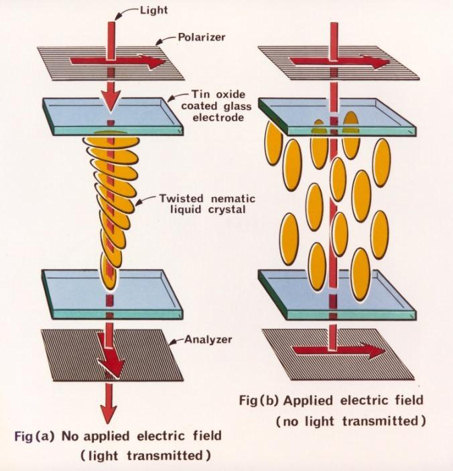 Light
Polarizer
Tin oxide
coated glass
electrode
Twisted nematic
liquid crystal
Analyzer
Fig(a) No applied electric field
(light transmitted)
Fig(b) Applied electric field
(no light transmitted)